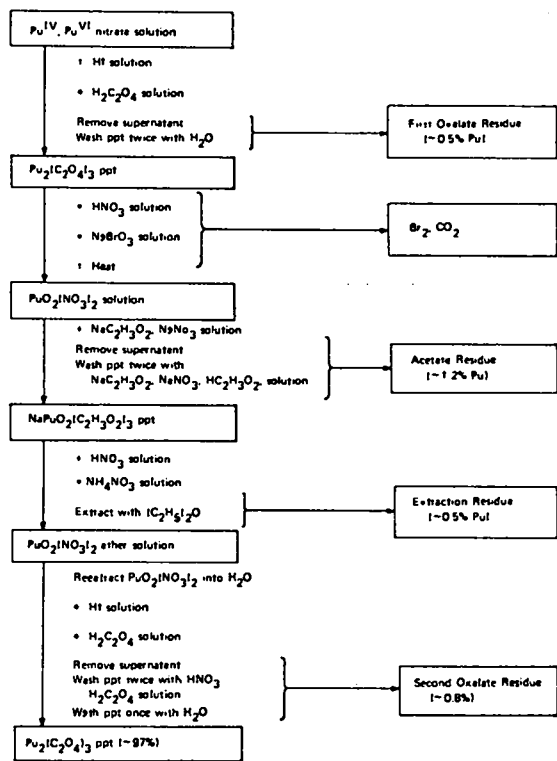 Pu^IV, Pu^VI nitrate solution
+ HI solution
+ H2C2O4 solution
Remove supernatant
Wash ppt twice with H2O
First Oxalate Residue
(~0.5% Pu)
Pu2(C2O4)3 ppt
+ HNO3 solution
+ NaBrO3 solution
+ Heat
Br2, CO2
PuO2(NO3)2 solution
+ NaC2H3O2, NaNo3 solution
Remove supernatant
Wash ppt twice with
NaC2H3O2, NaNO3, HC2H3O2, solution
Acetate Residue
(~1.2% Pu)
NaPuO2(C2H3O2)3 ppt
+ HNO3 solution
+ NH4NO3 solution
Extract with (C2H5)2O
Extraction Residue
(~0.5% Pu)
PuO2(NO3)2 ether solution
Reextract PuO2(NO3)2 into H2O
+ HI solution
+ H2C2O4 solution
Remove supernatant
Wash ppt twice with HNO3
H2C2O4 solution
Wash ppt once with H2O
Second Oxalate Residue
(~0.8%)
Pu2(C2O4)3 ppt (~97%)